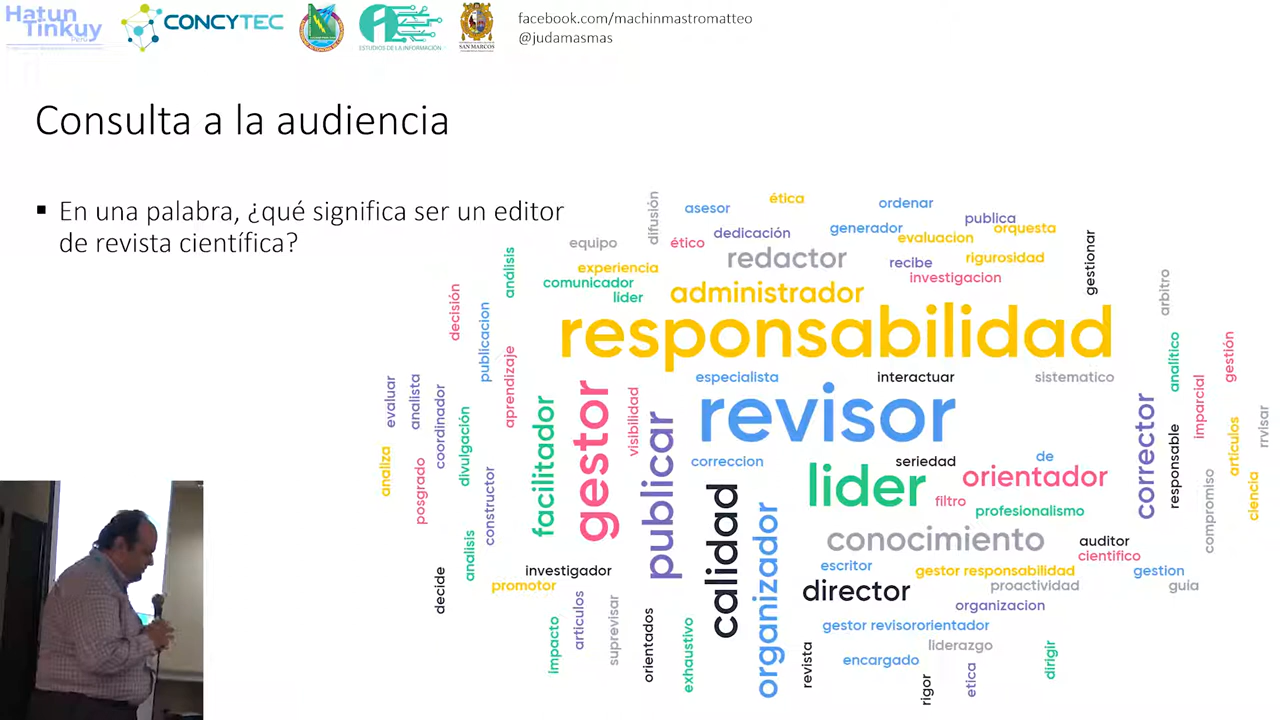 Hatun
Tinkuy
CONCYTEC
ESTUDIOS DE LA INFORMACIÓN
SAN MARCOS
facebook.com/machinmastromatteo
@judamasmas
Consulta a la audiencia
En una palabra, ¿qué significa ser un editor
de revista científica?
difusión
asesor
ética
ordenar
publica
equipo
ético
dedicación
generador
evaluacion
orquesta
redactor
recibe
rigurosidad
gestionar
análisis
experiencia
comunicador
lider
administrador
investigacion
arbitro
decisión
publicacion
responsabilidad
aprendizaje
especialista
interactuar
sistematico
analítico
gestión
evaluar
analista
coordinador
divulgación
facilitador
gestor
visibilidad
publicar
revisor
corrector
imparcial
rrvisar
analiza
posgrado
constructor
correccion
lider
seriedad
de
orientador
filtro
profesionalismo
responsable
artículos
compromiso
ciencia
calidad
organizador
conocimiento
auditor
cientifico
decide
analisis
investigador
promotor
escritor
gestor responsabilidad
gestion
director
proactividad
guia
organizacion
impacto
articulos
suprevisar
orientados
exhaustivo
gestor revisororientador
revista
liderazgo
encargado
rigor
etica
dirigir